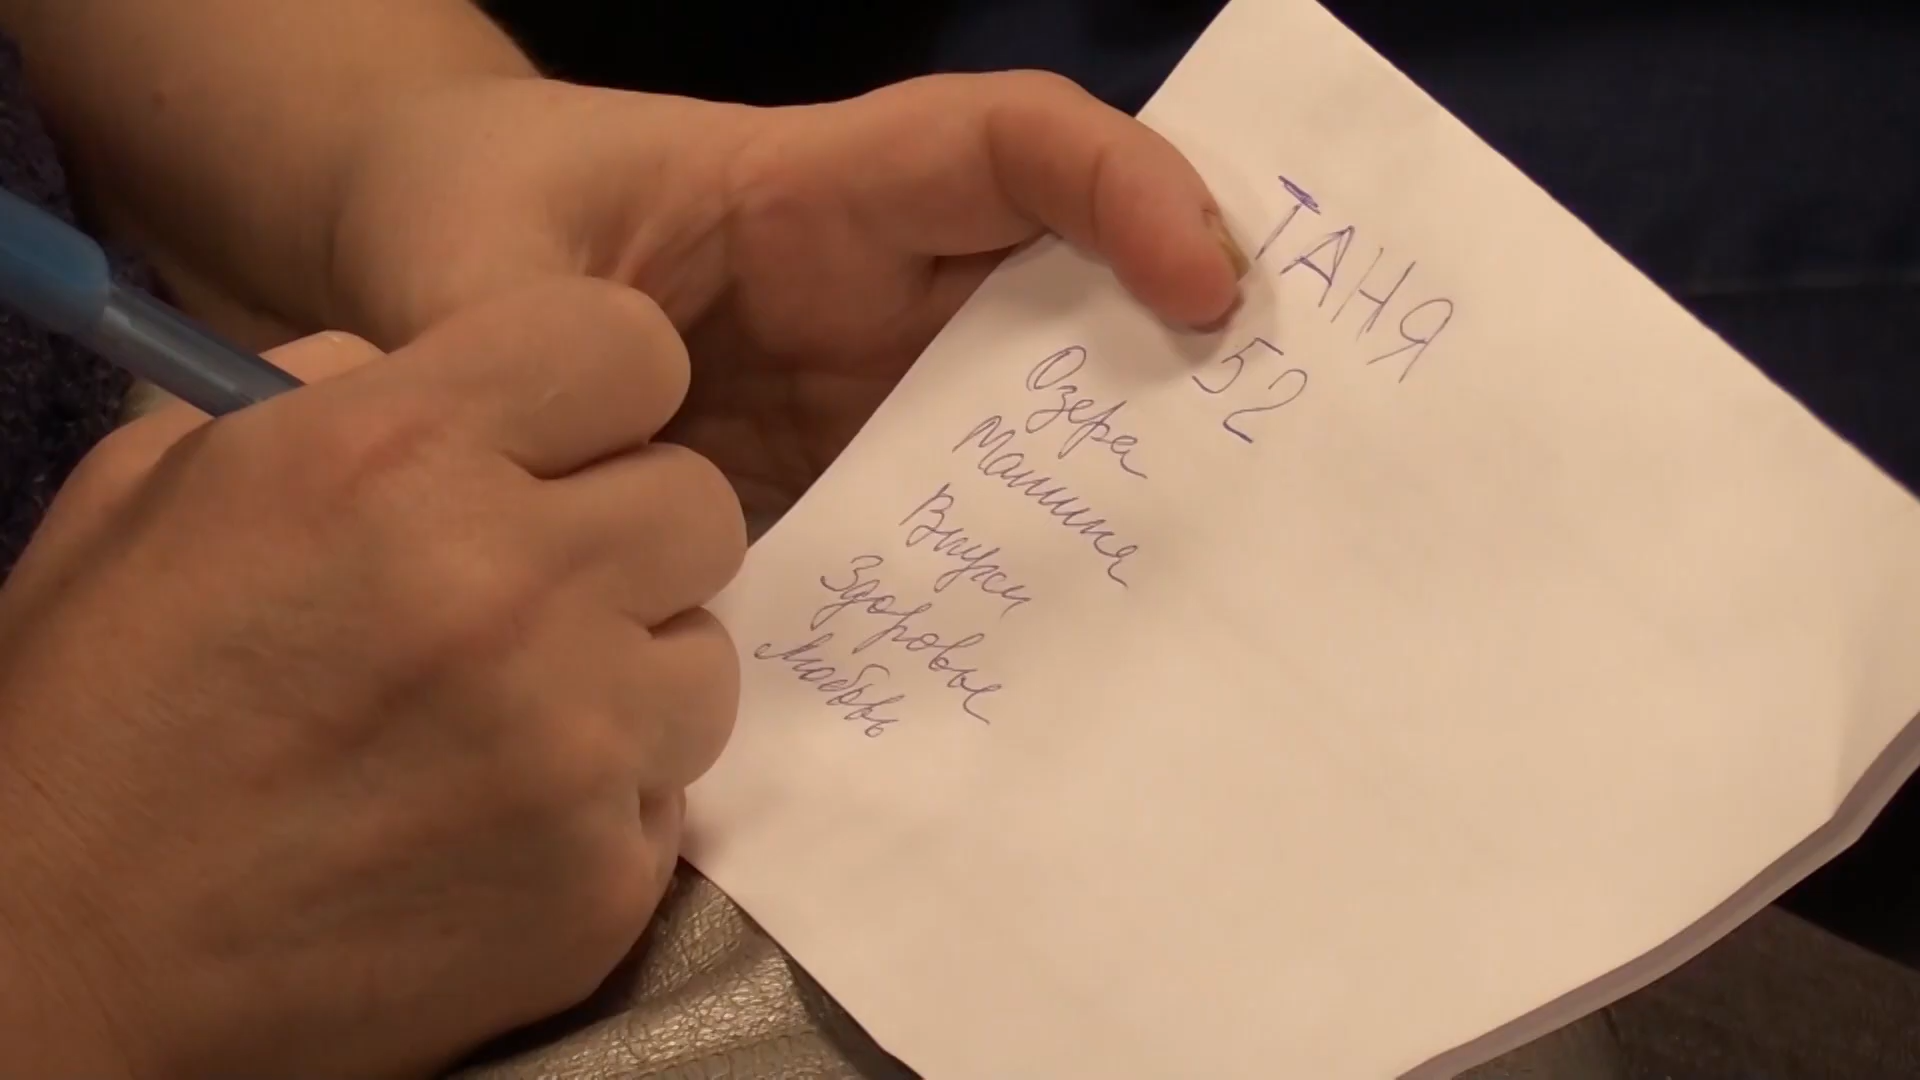 ТАНЯ
52
Озера
Машина
Внуки
Здоровье
Любовь